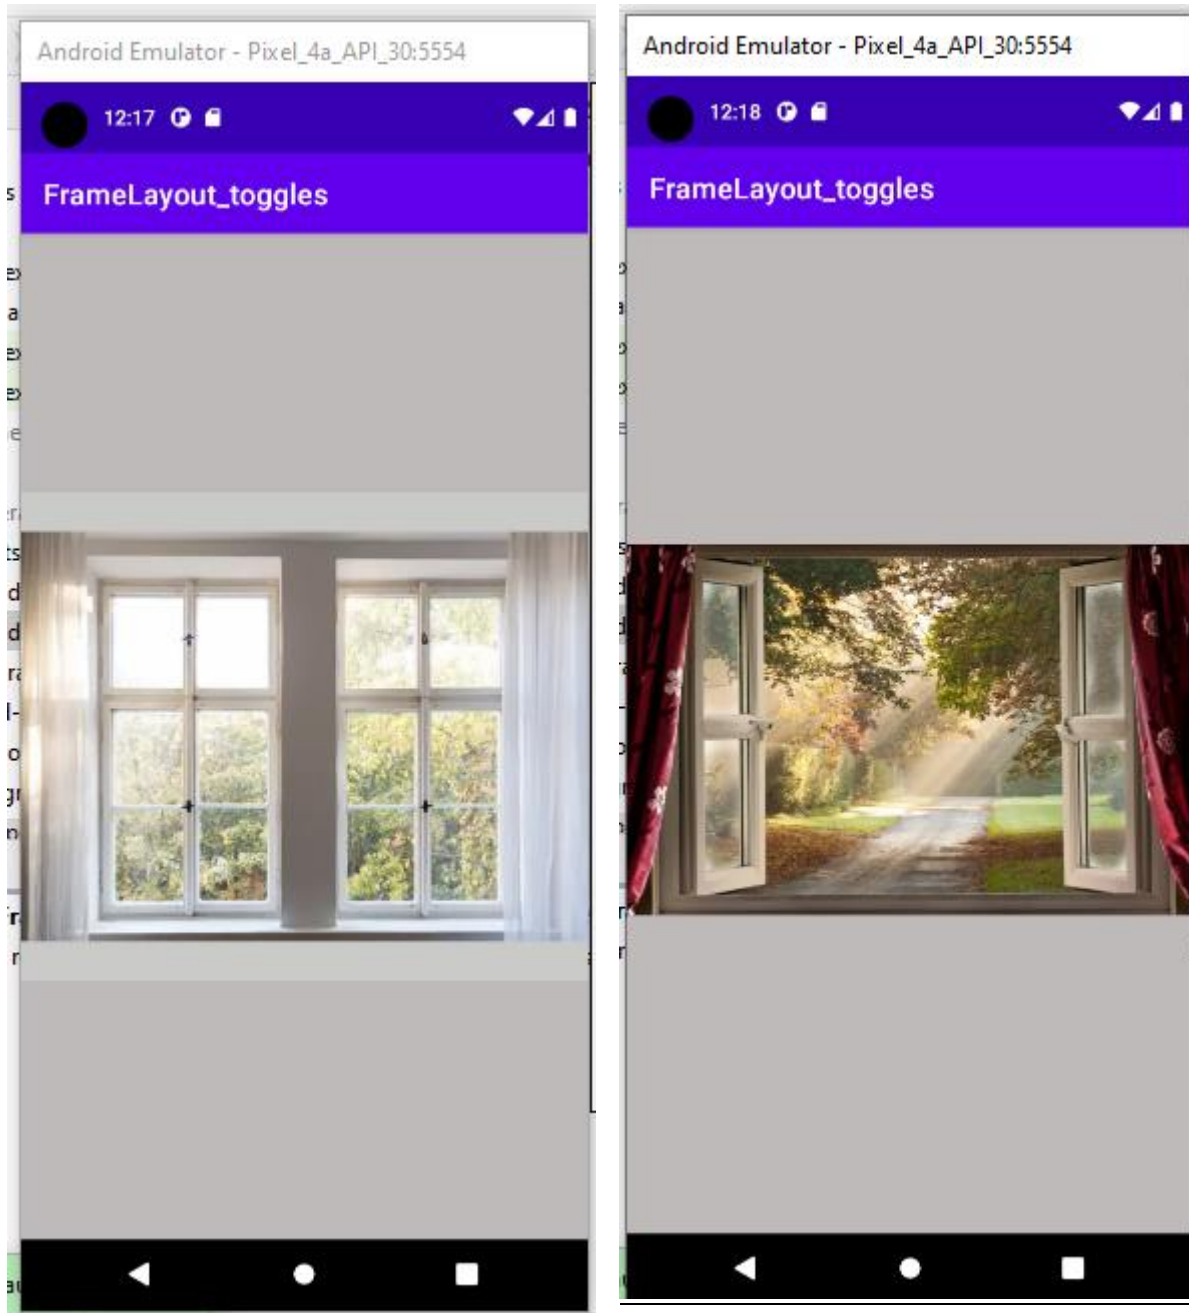 Android Emulator - Pixel_4a_API_30:5554
12:17
FrameLayout_toggles
Android Emulator - Pixel_4a_API_30:5554
12:18
FrameLayout_toggles